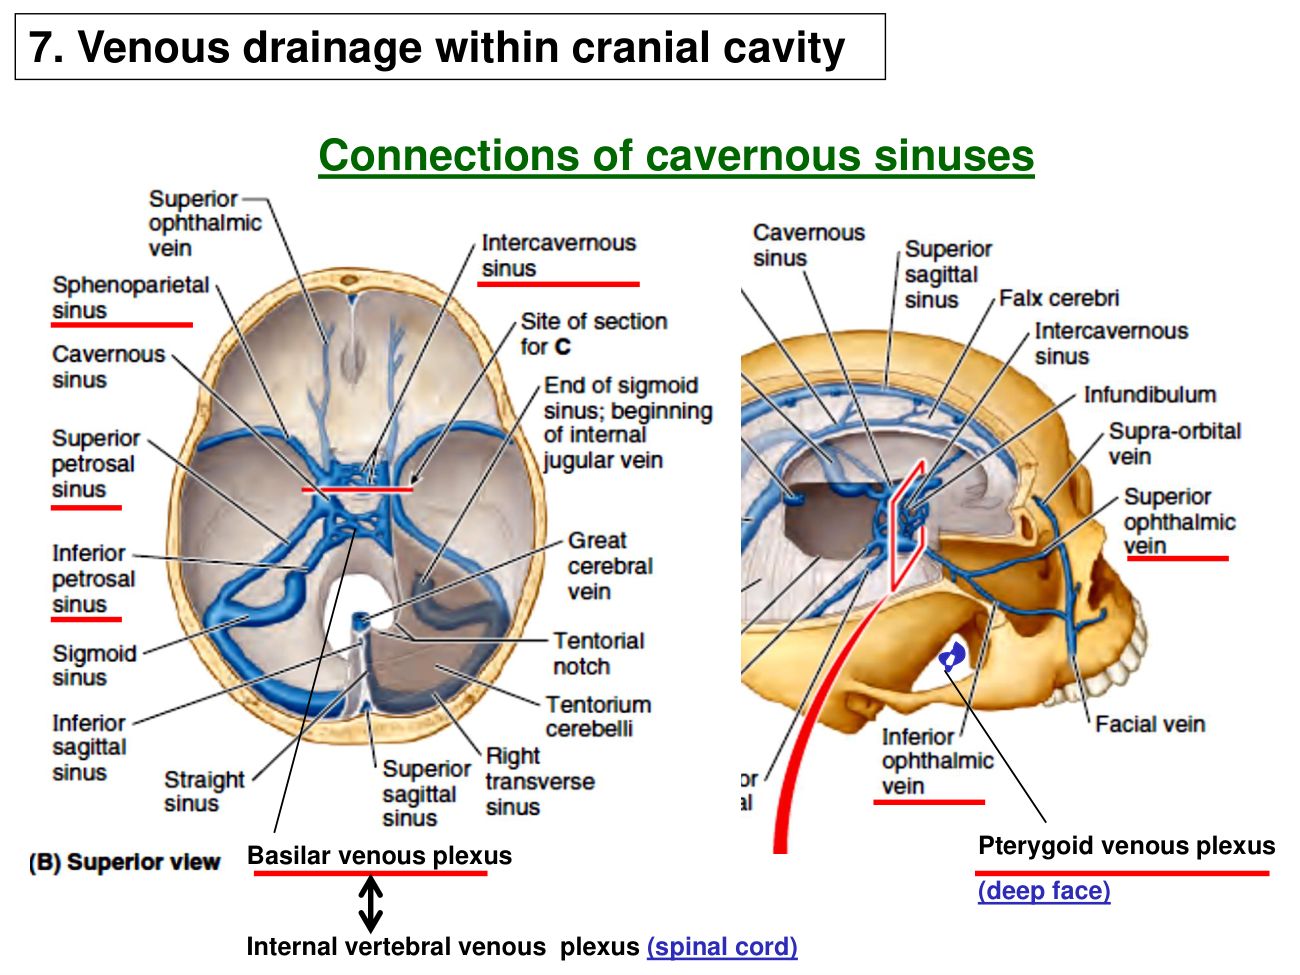 7. Venous drainage within cranial cavity
Connections of cavernous sinuses
Superior
ophthalmic
vein
Sphenoparietal
sinus
Cavernous
sinus
Superior
petrosal
sinus
Inferior
petrosal
sinus
Sigmoid
sinus
Inferior
sagittal
sinus
Straight
sinus
Superior
sagittal
sinus
Right
transverse
sinus
Tentorium
cerebelli
Tentorial
notch
Great
cerebral
vein
End of sigmoid
sinus; beginning
of internal
jugular vein
Site of section
for C
Intercavernous
sinus
(B) Superior view
Basilar venous plexus
Internal vertebral venous plexus (spinal cord)
Cavernous
sinus
Superior
sagittal
sinus
Falx cerebri
Intercavernous
sinus
Infundibulum
Supra-orbital
vein
Superior
ophthalmic
vein
Facial vein
Inferior
ophthalmic
vein
or
al
Pterygoid venous plexus
(deep face)